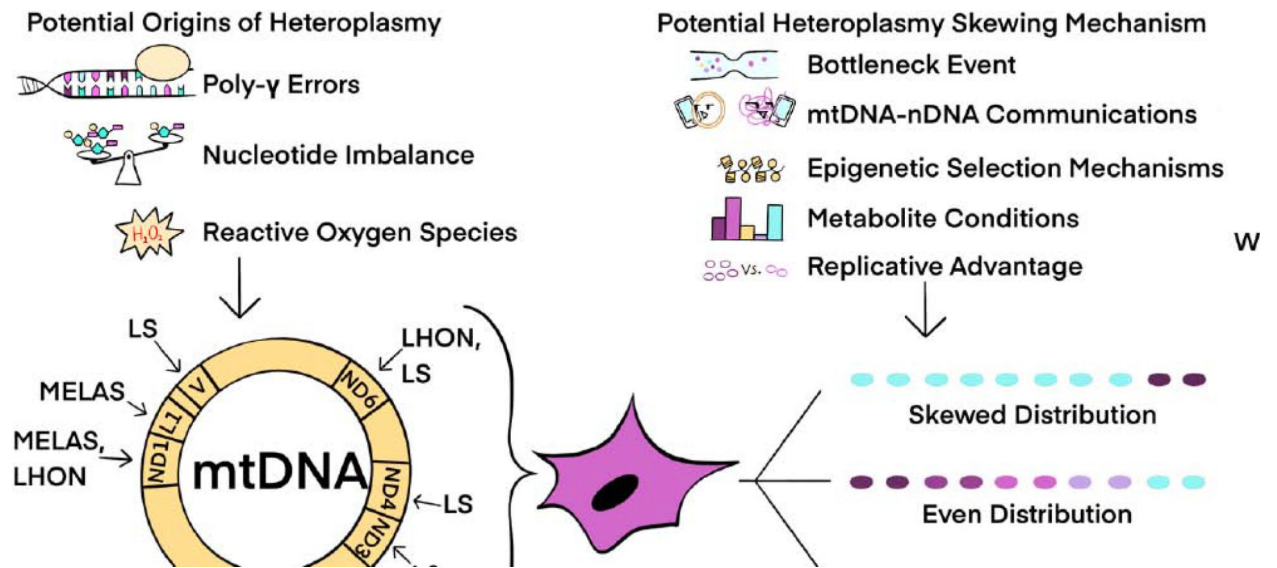 Potential Origins of Heteroplasmy
Poly-γ Errors
Nucleotide Imbalance
H₂O₂
Reactive Oxygen Species
Potential Heteroplasmy Skewing Mechanism
Bottleneck Event
mtDNA-nDNA Communications
Epigenetic Selection Mechanisms
Metabolite Conditions
Vs.
Replicative Advantage
W
LS
MELAS
MELAS,
LHON
LHON,
LS
V
L1
ND1
ND6
ND4
ND3
mtDNA
LS
Skewed Distribution
Even Distribution